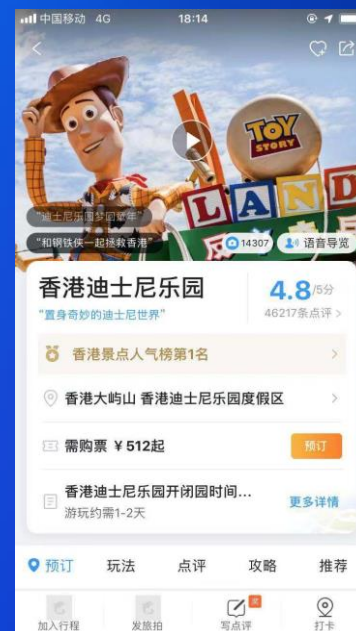 中国移动 4G 18:14
TOY
STORY
LAND
"迪士尼乐园梦回童年"
"和钢铁侠一起拯救香港"
14307
语音导览
香港迪士尼乐园
4.8/5分
"置身奇妙的迪士尼世界"
46217条点评 >
香港景点人气榜第1名 >
香港大屿山 香港迪士尼乐园度假区 >
需购票 ¥512起
预订
香港迪士尼乐园开闭园时间...
游玩约需1-2天
更多详情
预订 玩法 点评 攻略 推荐
奖
加入行程 发旅拍 写点评 打卡